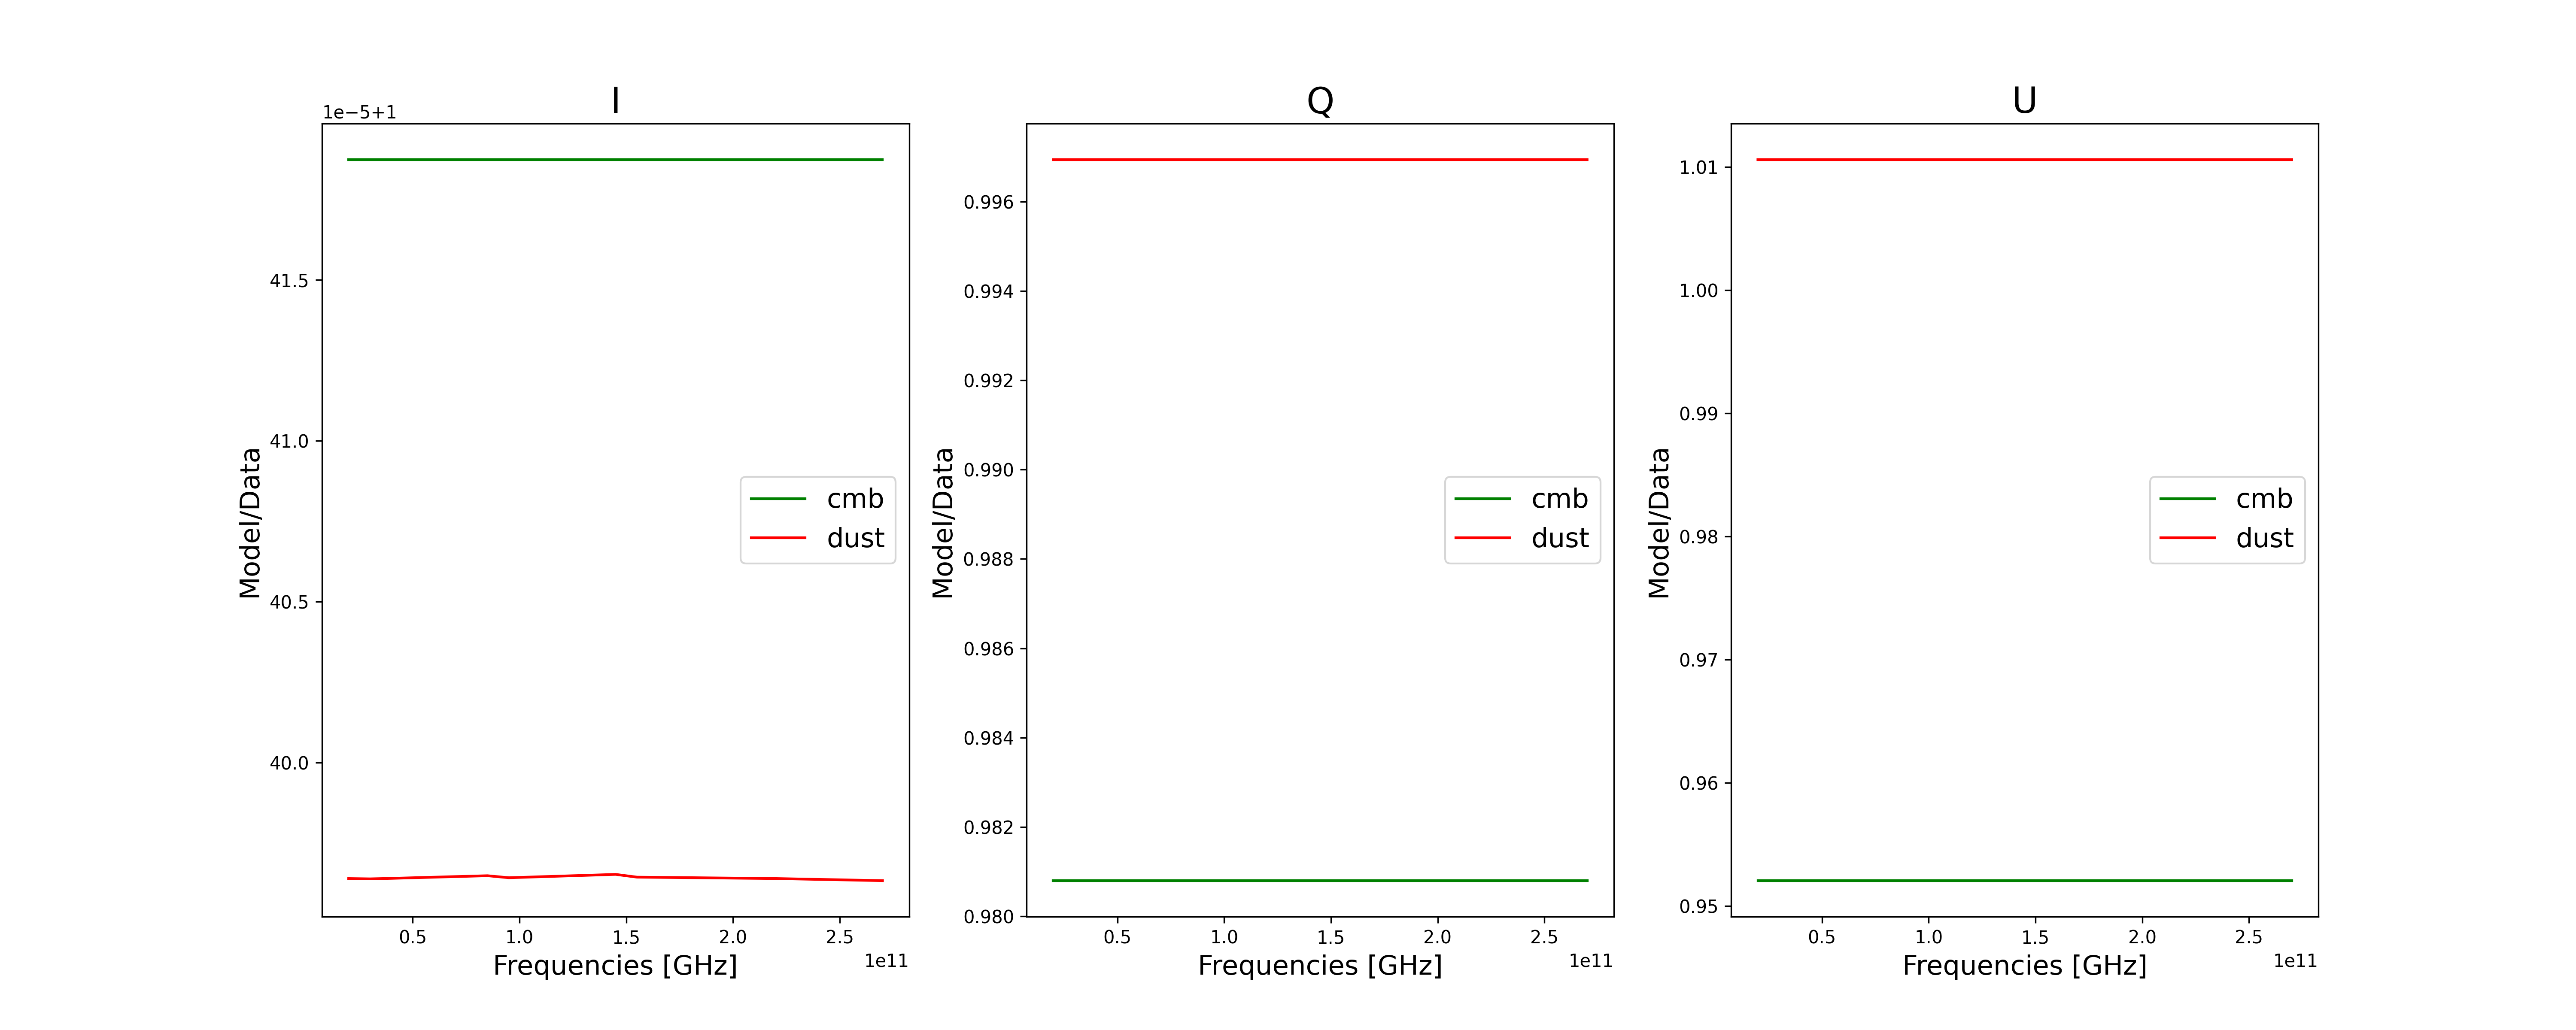 I
1e−5+1
41.5
41.0
40.5
40.0
Model/Data
cmb
dust
0.5 1.0 1.5 2.0 2.5
1e11
Frequencies [GHz]
Q
0.996
0.994
0.992
0.990
0.988
0.986
0.984
0.982
0.980
Model/Data
cmb
dust
0.5 1.0 1.5 2.0 2.5
1e11
Frequencies [GHz]
U
1.01
1.00
0.99
0.98
0.97
0.96
0.95
Model/Data
cmb
dust
0.5 1.0 1.5 2.0 2.5
1e11
Frequencies [GHz]